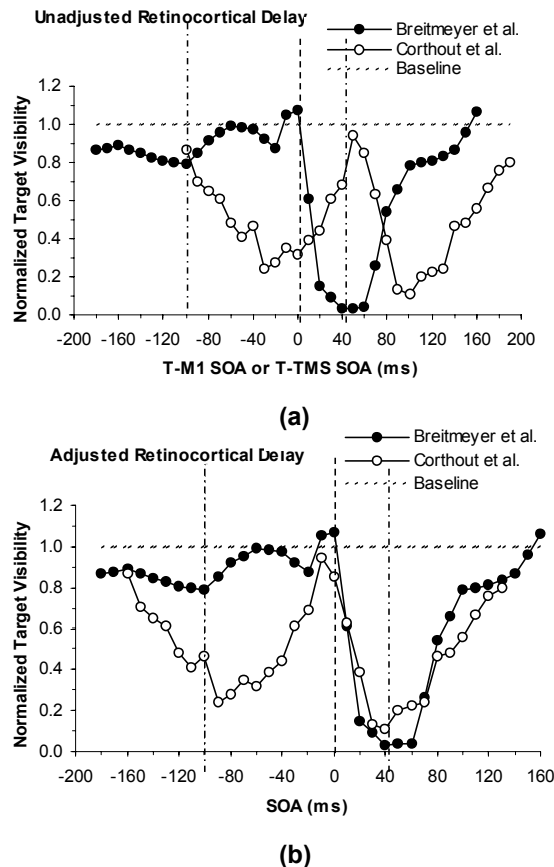 Unadjusted Retinocortical Delay
Breitmeyer et al.
Corthout et al.
Baseline
Normalized Target Visibility
1.2
1.0
0.8
0.6
0.4
0.2
0.0
-200 -160 -120 -80 -40 0 40 80 120 160 200
T-M1 SOA or T-TMS SOA (ms)
(a)
Breitmeyer et al.
Corthout et al.
Baseline
Adjusted Retinocortical Delay
Normalized Target Visibility
1.2
1.0
0.8
0.6
0.4
0.2
0.0
-200 -160 -120 -80 -40 0 40 80 120 160
SOA (ms)
(b)